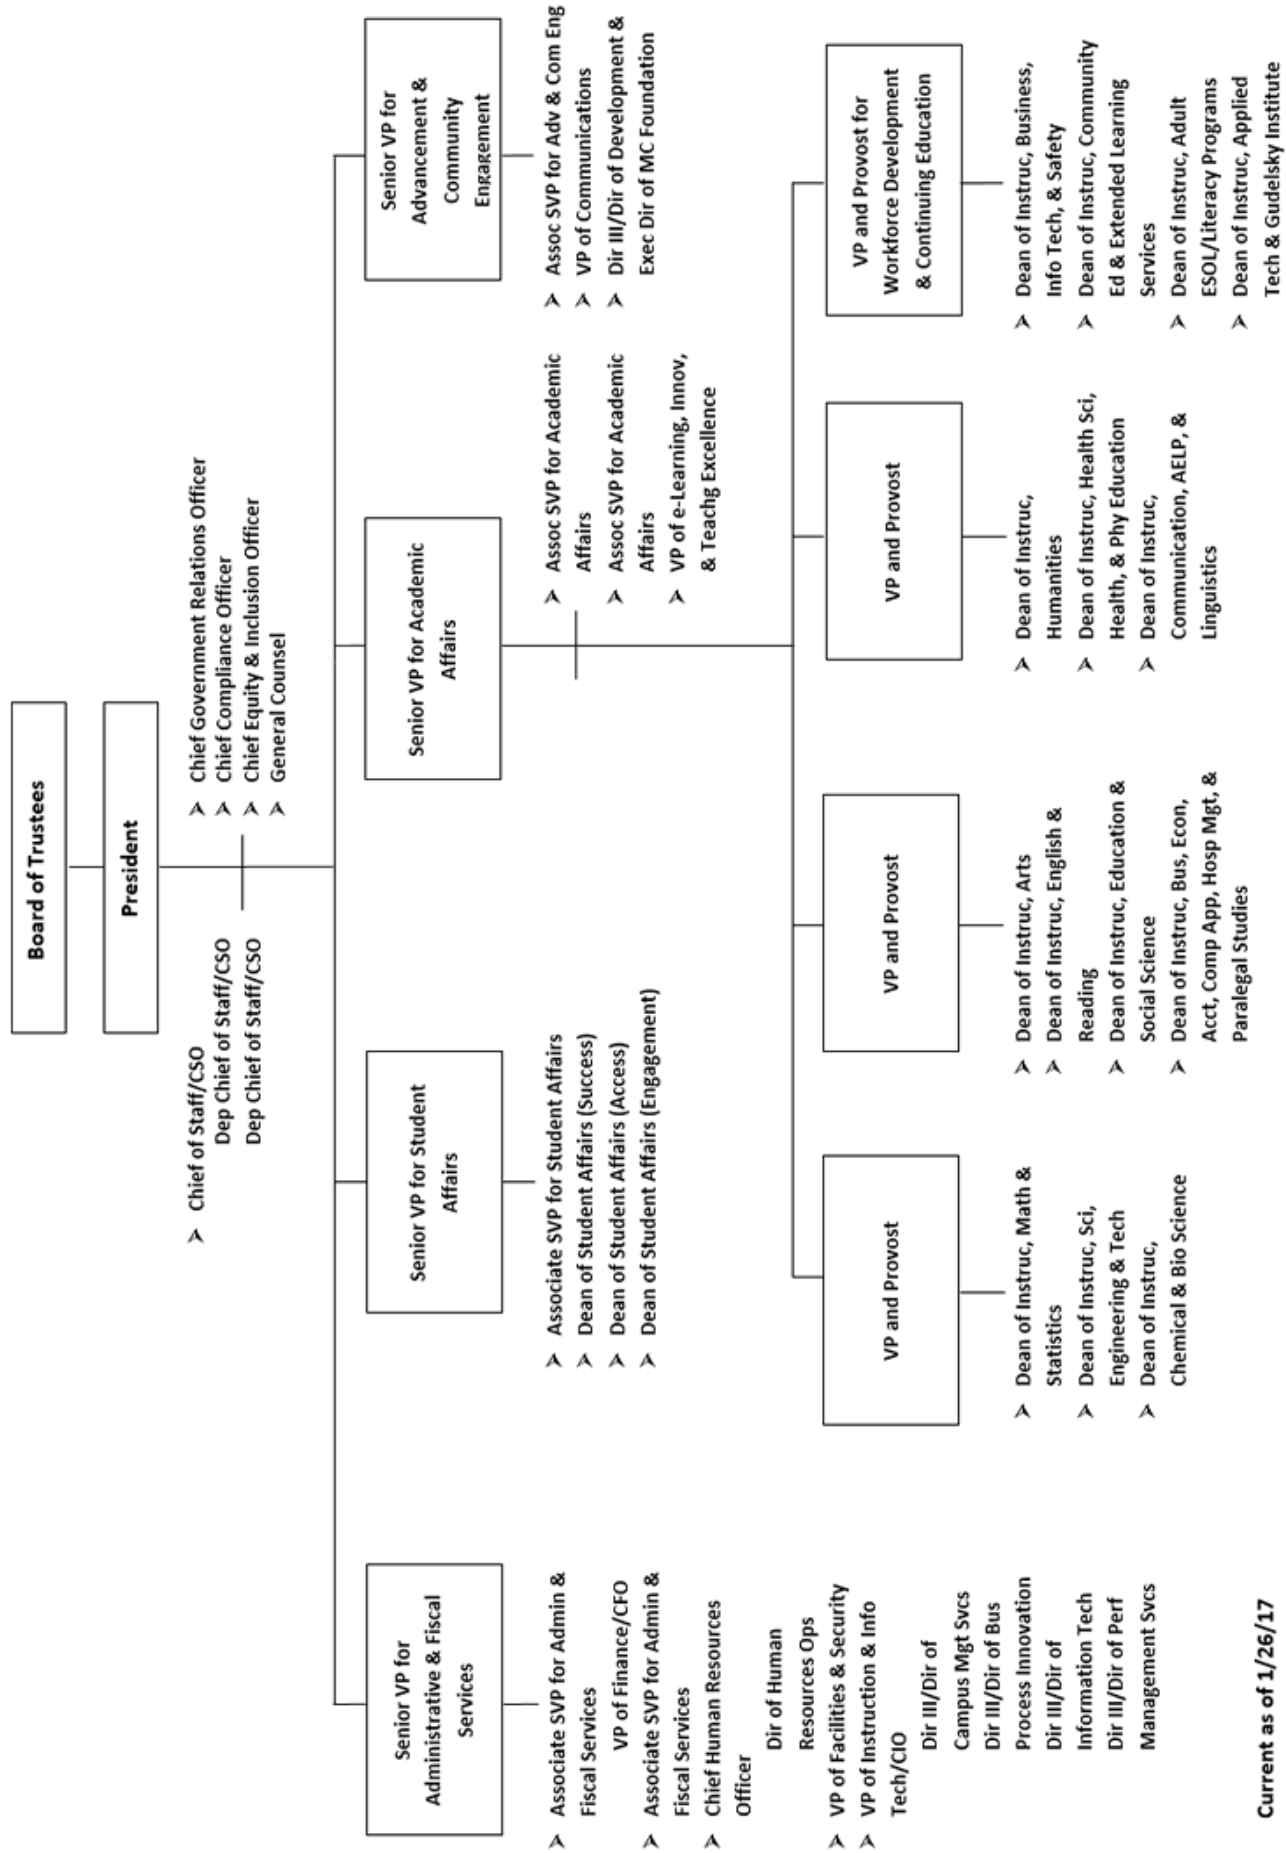 Board of Trustees
President
➢ Chief of Staff/CSO
Dep Chief of Staff/CSO
Dep Chief of Staff/CSO
➢ Chief Government Relations Officer
➢ Chief Compliance Officer
➢ Chief Equity & Inclusion Officer
➢ General Counsel
Senior VP for
Administrative & Fiscal
Services
➢ Associate SVP for Admin &
Fiscal Services
VP of Finance/CFO
➢ Associate SVP for Admin &
Fiscal Services
➢ Chief Human Resources
Officer
Dir of Human
Resources Ops
➢ VP of Facilities & Security
➢ VP of Instruction & Info
Tech/CIO
Dir III/Dir of
Campus Mgt Svcs
Dir III/Dir of Bus
Process Innovation
Dir III/Dir of
Information Tech
Dir III/Dir of Perf
Management Svcs
Senior VP for Student
Affairs
➢ Associate SVP for Student Affairs
➢ Dean of Student Affairs (Success)
➢ Dean of Student Affairs (Access)
➢ Dean of Student Affairs (Engagement)
Senior VP for Academic
Affairs
➢ Assoc SVP for Academic
Affairs
➢ Assoc SVP for Academic
Affairs
➢ VP of e-Learning, Innov,
& Teachg Excellence
Senior VP for
Advancement &
Community
Engagement
➢ Assoc SVP for Adv & Com Eng
➢ VP of Communications
➢ Dir III/Dir of Development &
Exec Dir of MC Foundation
VP and Provost
➢ Dean of Instruc, Math &
Statistics
➢ Dean of Instruc, Sci,
Engineering & Tech
➢ Dean of Instruc,
Chemical & Bio Science
VP and Provost
➢ Dean of Instruc, Arts
➢ Dean of Instruc, English &
Reading
➢ Dean of Instruc, Education &
Social Science
➢ Dean of Instruc, Bus, Econ,
Acct, Comp App, Hosp Mgt, &
Paralegal Studies
VP and Provost
➢ Dean of Instruc,
Humanities
➢ Dean of Instruc, Health Sci,
Health, & Phy Education
➢ Dean of Instruc,
Communication, AELP, &
Linguistics
VP and Provost for
Workforce Development
& Continuing Education
➢ Dean of Instruc, Business,
Info Tech, & Safety
➢ Dean of Instruc, Community
Ed & Extended Learning
Services
➢ Dean of Instruc, Adult
ESOL/Literacy Programs
➢ Dean of Instruc, Applied
Tech & Gudelsky Institute
Current as of 1/26/17